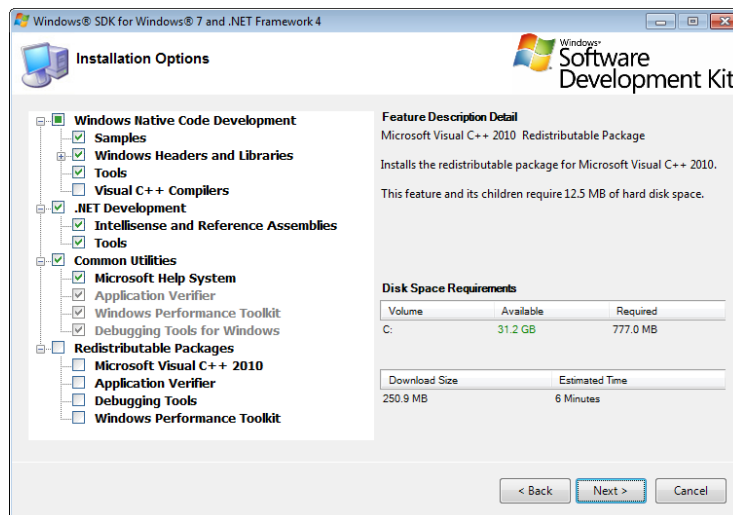 Windows® SDK for Windows® 7 and .NET Framework 4
Installation Options
Windows®
Software
Development Kit
Windows Native Code Development
Samples
Windows Headers and Libraries
Tools
Visual C++ Compilers
.NET Development
Intellisense and Reference Assemblies
Tools
Common Utilities
Microsoft Help System
Application Verifier
Windows Performance Toolkit
Debugging Tools for Windows
Redistributable Packages
Microsoft Visual C++ 2010
Application Verifier
Debugging Tools
Windows Performance Toolkit
Feature Description Detail
Microsoft Visual C++ 2010 Redistributable Package
Installs the redistributable package for Microsoft Visual C++ 2010.
This feature and its children require 12.5 MB of hard disk space.
Disk Space Requirements
Volume Available Required
C: 31.2 GB 777.0 MB
Download Size Estimated Time
250.9 MB 6 Minutes
< Back Next > Cancel